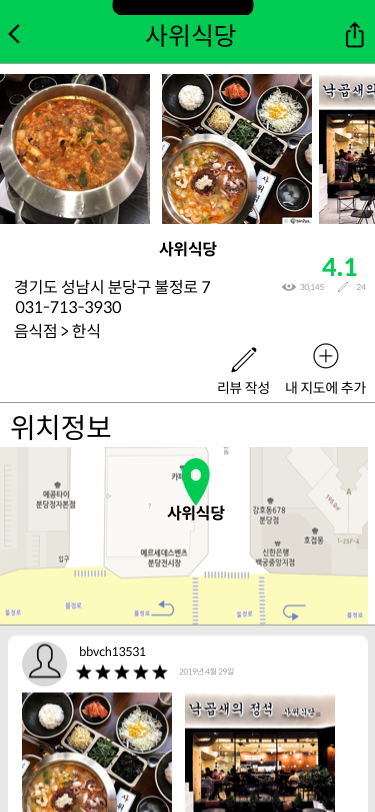 사위식당
낙곱새의
사위식당
4.1
경기도 성남시 분당구 불정로 7
30,145 24
031-713-3930
음식점 > 한식
리뷰 작성 내 지도에 추가
위치정보
카페
메콩타이
분당정자본점
사위식당
강호동678
분당점
입구
메르세데스벤츠
분당전시장
호접몽
신한은행
백궁중앙지점
1-25F-4
A
불정로 불정로 불정로 불정로 불정로
bbvch13531
★★★★★ 2019년 4월 29일
낙곱새의 정석 사위식당